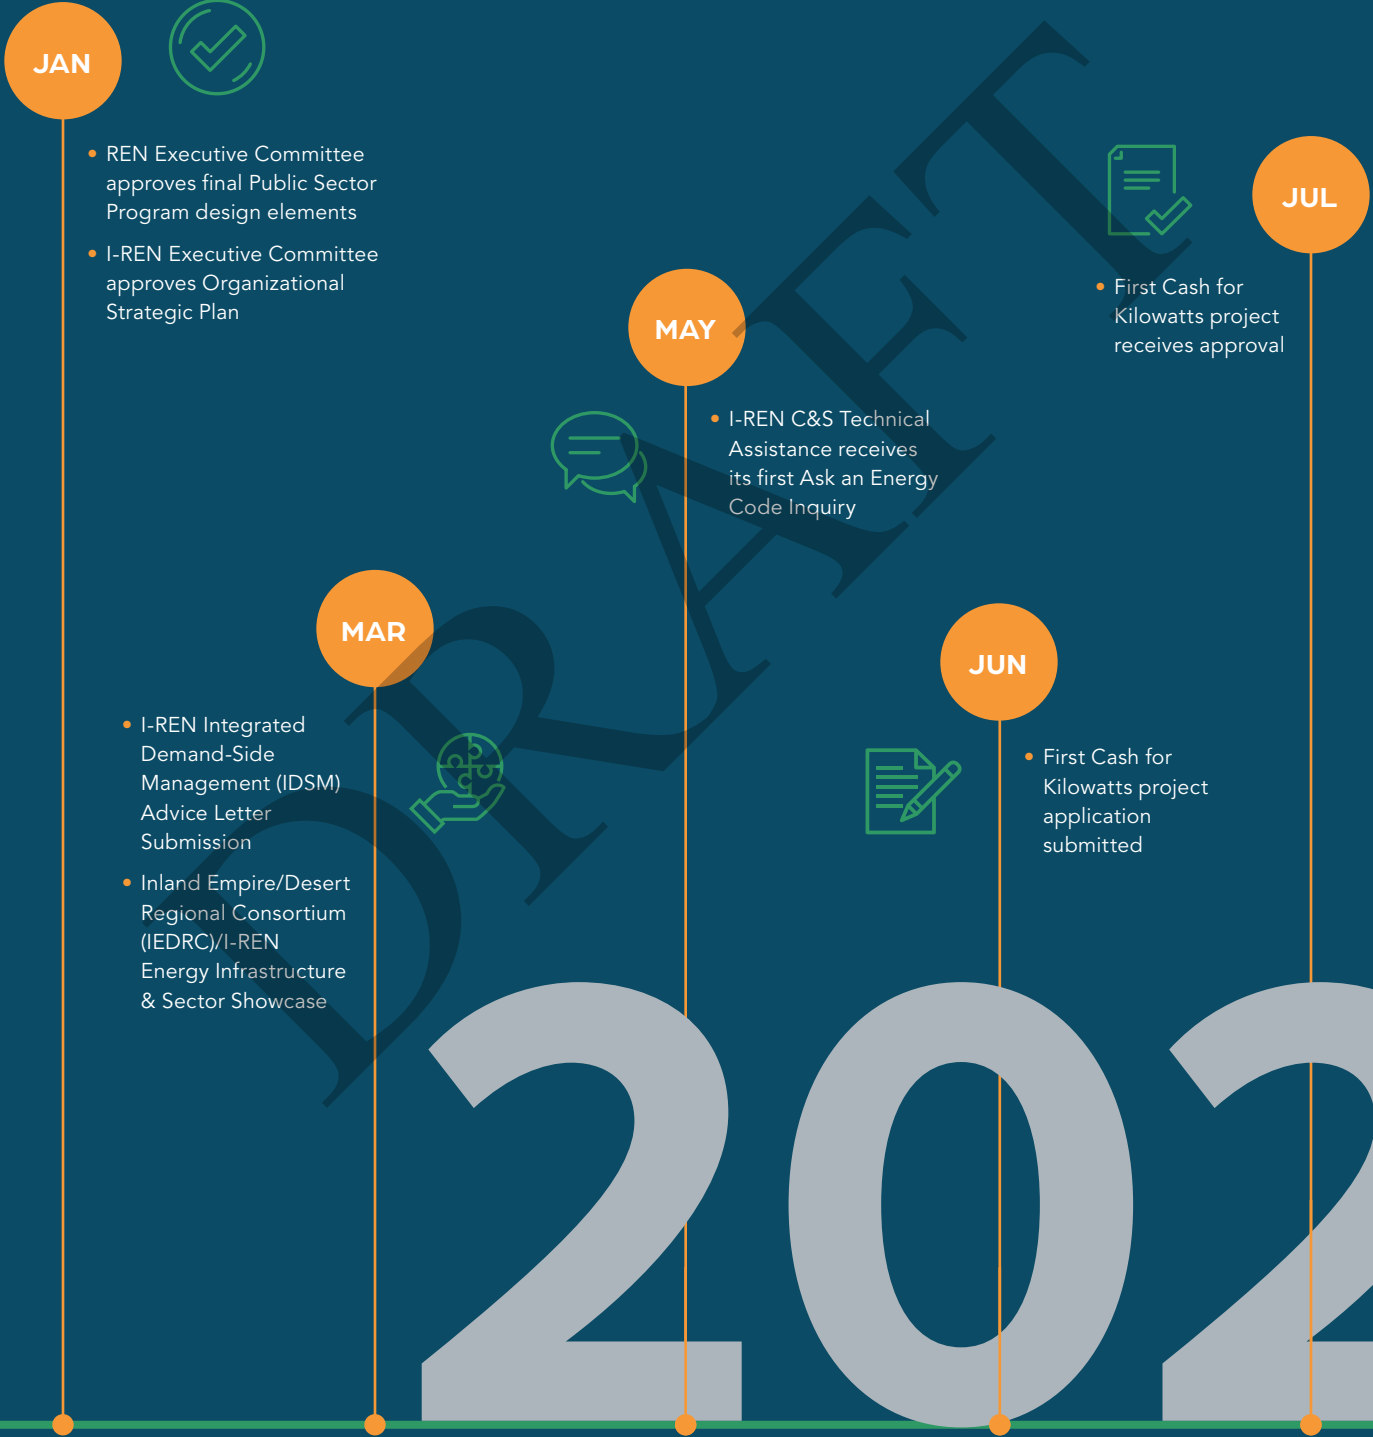 JAN
• REN Executive Committee
approves final Public Sector
Program design elements
• I-REN Executive Committee
approves Organizational
Strategic Plan
MAR
• I-REN Integrated
Demand-Side
Management (IDSM)
Advice Letter
Submission
• Inland Empire/Desert
Regional Consortium
(IEDRC)/I-REN
Energy Infrastructure
& Sector Showcase
MAY
• I-REN C&S Technical
Assistance receives
its first Ask an Energy
Code Inquiry
JUN
• First Cash for
Kilowatts project
application
submitted
JUL
• First Cash for
Kilowatts project
receives approval
202
DRAFT